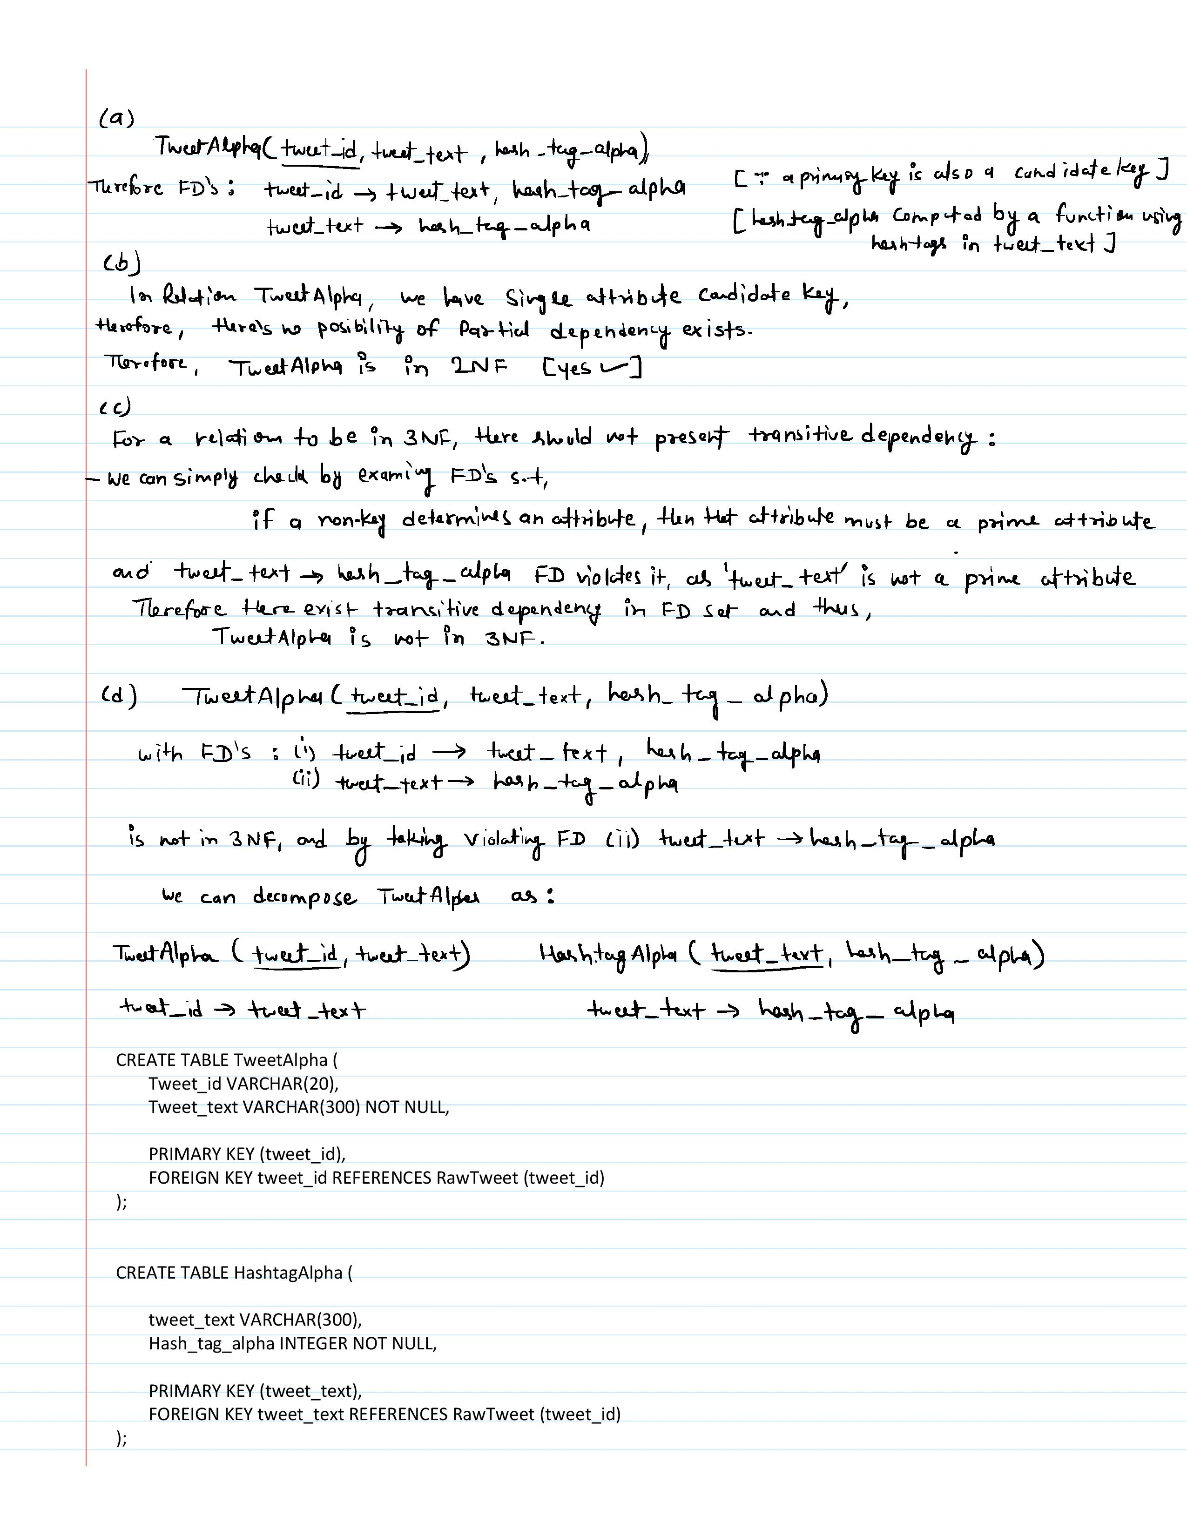 (a)
TweetAlpha(tweet_id, tweet_text, hash_tag_alpha)
Therefore FD's: tweet_id → tweet_text, hash_tag_alpha [∵ a primary key is also a candidate key]
tweet_text → hash_tag_alpha [hashtag_alpha computed by a function using
hashtags in tweet_text]
(b)
In Relation TweetAlpha, we have single attribute candidate key,
therefore, there's no posibility of Partial dependency exists.
Therefore, TweetAlpha is in 2NF [yes ✓]
(c)
For a relation to be in 3NF, there should not present transitive dependency:
- We can simply check by examing FD's s.t,
if a non-key determines an attribute, then that attribute must be a prime attribute
and tweet_text → hash_tag_alpha FD violates it, as 'tweet_text' is not a prime attribute
Therefore there exist transitive dependency in FD set and thus,
TweetAlpha is not in 3NF.
(d) TweetAlpha (tweet_id, tweet_text, hash_tag_alpha)
with FD's : (i) tweet_id → tweet_text, hash_tag_alpha
(ii) tweet_text → hash_tag_alpha
is not in 3NF, and by taking violating FD (ii) tweet_text → hash_tag_alpha
we can decompose TweetAlpha as:
TweetAlpha (tweet_id, tweet_text) HashtagAlpha (tweet_text, hash_tag_alpha)
tweet_id → tweet_text tweet_text → hash_tag_alpha
CREATE TABLE TweetAlpha (
Tweet_id VARCHAR(20),
Tweet_text VARCHAR(300) NOT NULL,
PRIMARY KEY (tweet_id),
FOREIGN KEY tweet_id REFERENCES RawTweet (tweet_id)
);
CREATE TABLE HashtagAlpha (
tweet_text VARCHAR(300),
Hash_tag_alpha INTEGER NOT NULL,
PRIMARY KEY (tweet_text),
FOREIGN KEY tweet_text REFERENCES RawTweet (tweet_id)
);